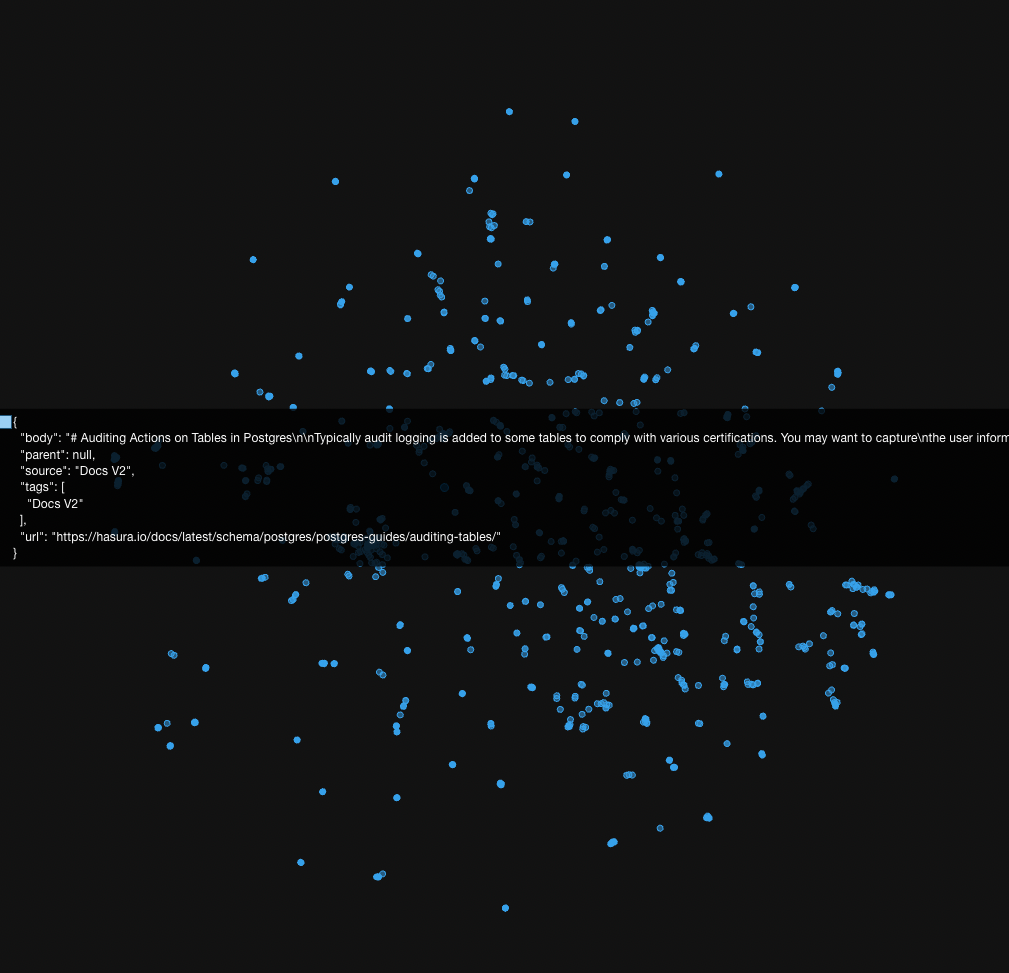 {
"body": "# Auditing Actions on Tables in Postgres\n\nTypically audit logging is added to some tables to comply with various certifications. You may want to capture\nthe user inform
"parent": null,
"source": "Docs V2",
"tags": [
"Docs V2"
],
"url": "https://hasura.io/docs/latest/schema/postgres/postgres-guides/auditing-tables/"
}